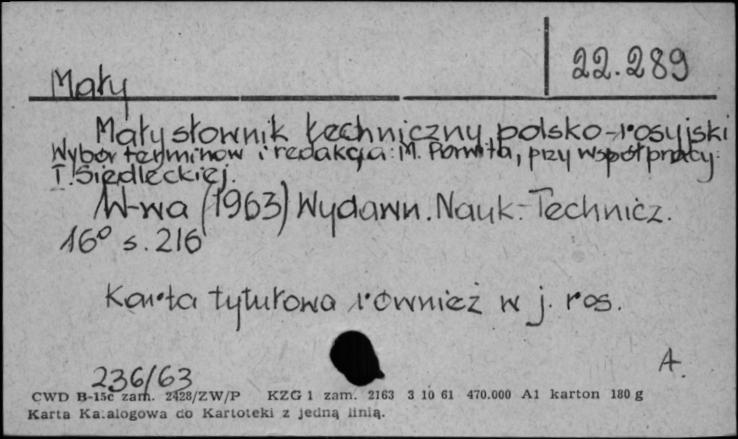 22.289
Mały
Mały słownik techniczny polsko-rosyjski
Wybór terminów i redakcja: M. Porwita, przy współpracy:
T. Siedleckiej.
W-wa (1963) Wydawn. Nauk.-Technicz.
16° s. 216
Karta tytułowa również w j. ros.
A.
236/63
CWD B-15c zam. 2428/ZW/P KZG 1 zam. 2163 3 10 61 470.000 A1 karton 180 g
Karta Katalogowa do Kartoteki z jedną linią.